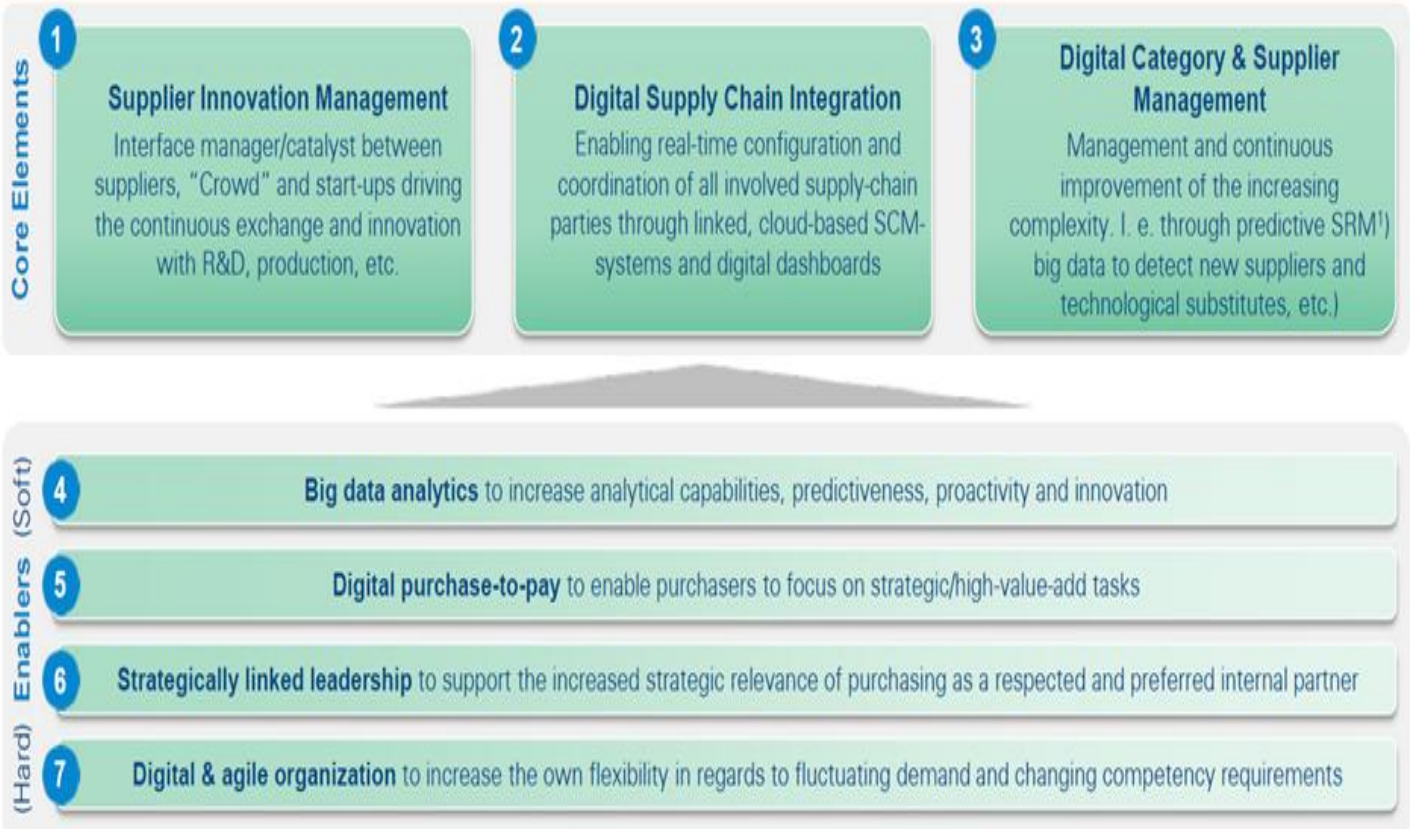 Core Elements
1
Supplier Innovation Management
Interface manager/catalyst between
suppliers, "Crowd" and start-ups driving
the continuous exchange and innovation
with R&D, production, etc.
2
Digital Supply Chain Integration
Enabling real-time configuration and
coordination of all involved supply-chain
parties through linked, cloud-based SCM-
systems and digital dashboards
3
Digital Category & Supplier
Management
Management and continuous
improvement of the increasing
complexity. I. e. through predictive SRM¹)
big data to detect new suppliers and
technological substitutes, etc.)
(Hard) Enablers (Soft)
4
Big data analytics to increase analytical capabilities, predictiveness, proactivity and innovation
5
Digital purchase-to-pay to enable purchasers to focus on strategic/high-value-add tasks
6
Strategically linked leadership to support the increased strategic relevance of purchasing as a respected and preferred internal partner
7
Digital & agile organization to increase the own flexibility in regards to fluctuating demand and changing competency requirements